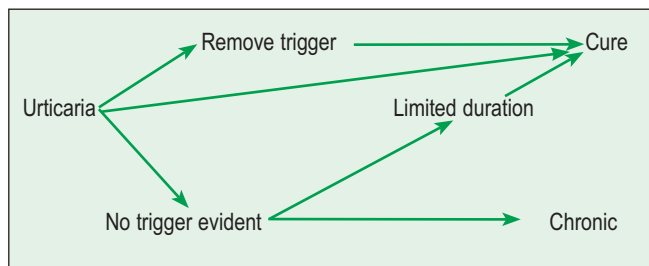 Remove trigger Cure
Urticaria Limited duration
No trigger evident Chronic